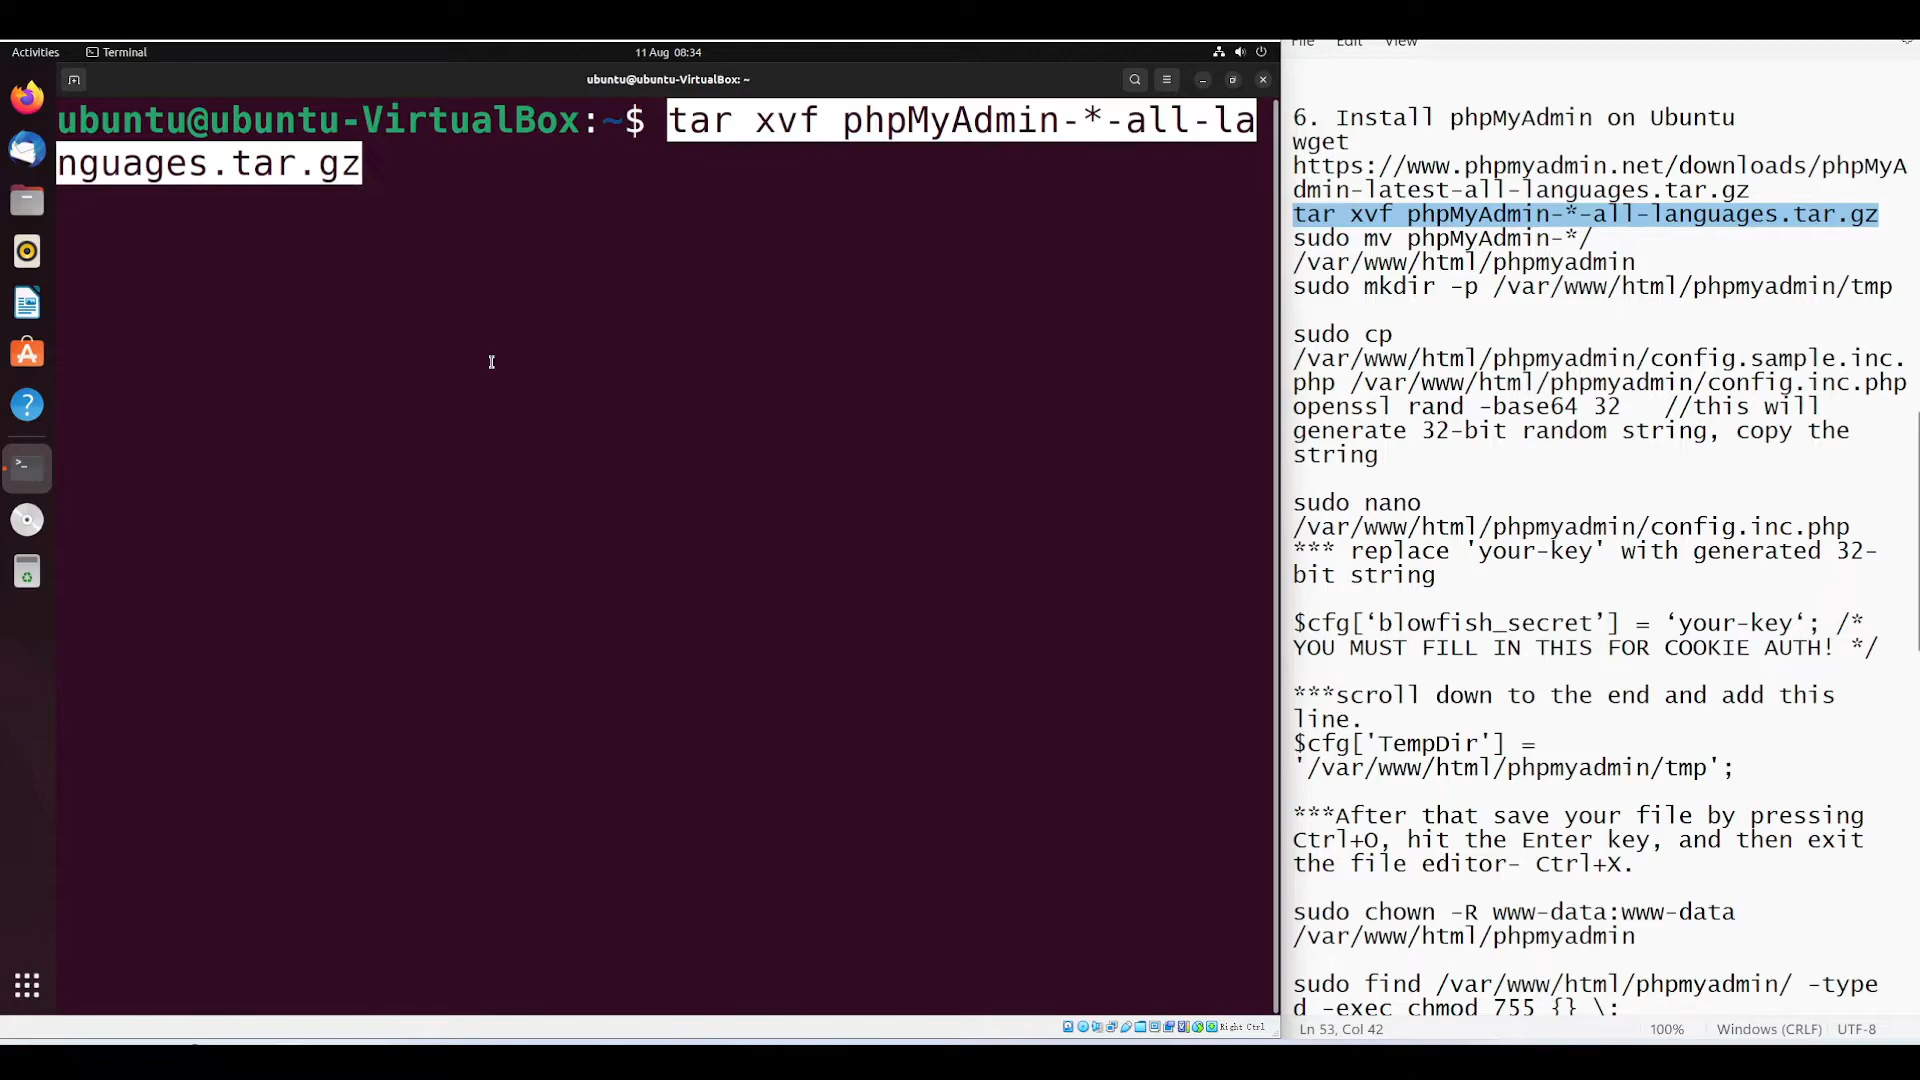 Activities
Terminal
11 Aug 08:34
ubuntu@ubuntu-VirtualBox: ~
ubuntu@ubuntu-VirtualBox:~$ tar xvf phpMyAdmin-*-all-la
nguages.tar.gz
Right Ctrl
File Edit View
6. Install phpMyAdmin on Ubuntu
wget
https://www.phpmyadmin.net/downloads/phpMyA
dmin-latest-all-languages.tar.gz
tar xvf phpMyAdmin-*-all-languages.tar.gz
sudo mv phpMyAdmin-*/
/var/www/html/phpmyadmin
sudo mkdir -p /var/www/html/phpmyadmin/tmp
sudo cp
/var/www/html/phpmyadmin/config.sample.inc.
php /var/www/html/phpmyadmin/config.inc.php
openssl rand -base64 32   //this will
generate 32-bit random string, copy the
string
sudo nano
/var/www/html/phpmyadmin/config.inc.php
*** replace 'your-key' with generated 32-
bit string
$cfg[‘blowfish_secret’] = ‘your-key‘; /*
YOU MUST FILL IN THIS FOR COOKIE AUTH! */
***scroll down to the end and add this
line.
$cfg['TempDir'] =
'/var/www/html/phpmyadmin/tmp';
***After that save your file by pressing
Ctrl+O, hit the Enter key, and then exit
the file editor- Ctrl+X.
sudo chown -R www-data:www-data
/var/www/html/phpmyadmin
sudo find /var/www/html/phpmyadmin/ -type
d -exec chmod 755 {} \;
Ln 53, Col 42
100%
Windows (CRLF)
UTF-8